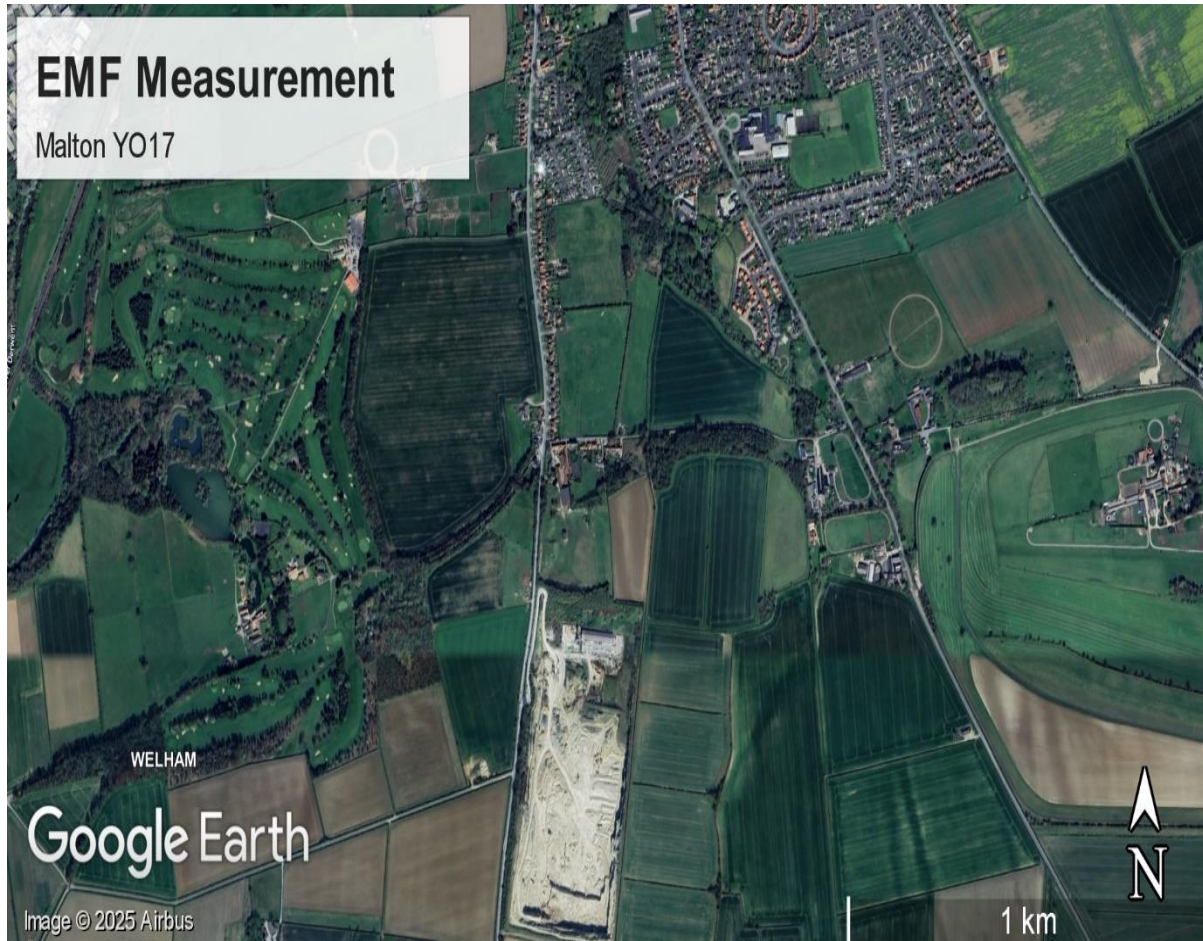 EMF Measurement
Malton YO17
WELHAM
Google Earth
Image © 2025 Airbus
1 km
N